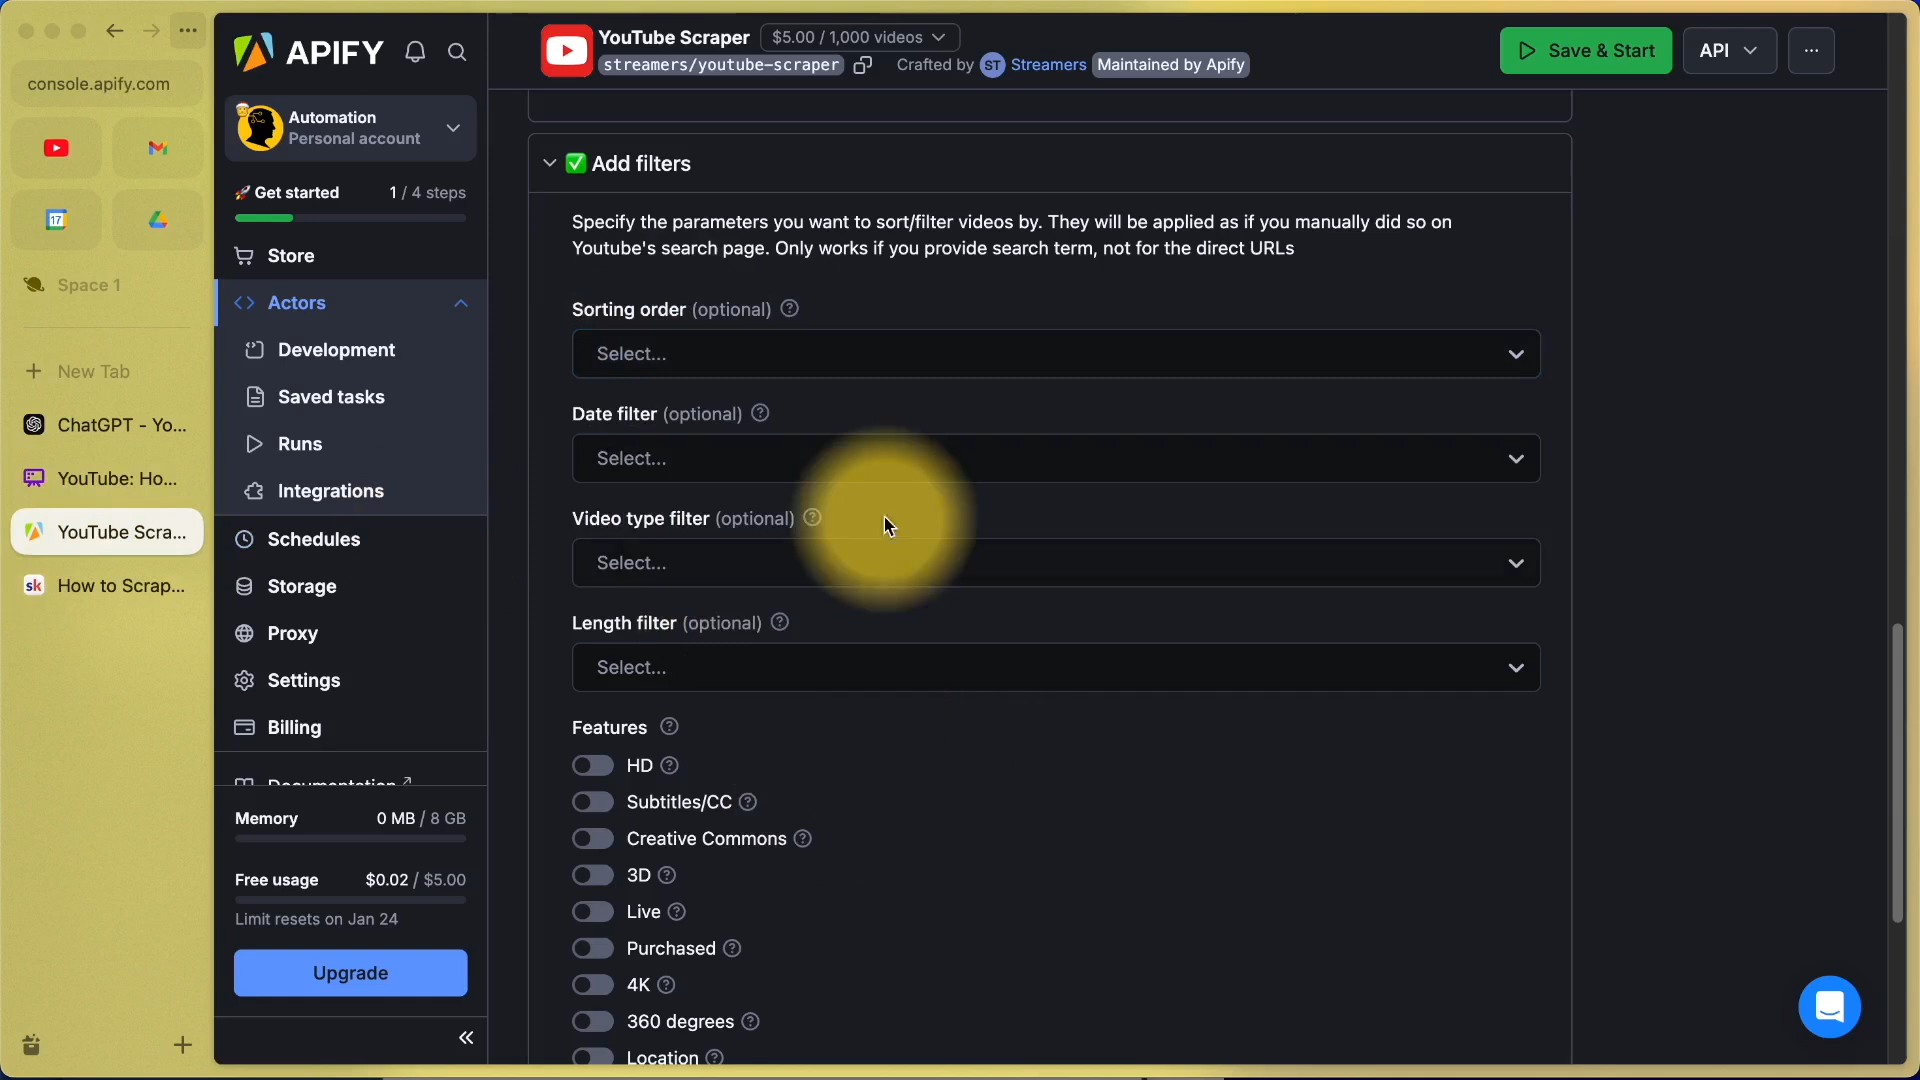 console.apify.com
17
Space 1
New Tab
ChatGPT - Yo...
YouTube: Ho...
YouTube Scra...
sk How to Scrap...
APIFY
Automation
Personal account
🚀 Get started 1 / 4 steps
Store
Actors
Development
Saved tasks
Runs
Integrations
Schedules
Storage
Proxy
Settings
Billing
Documentation
Memory 0 MB / 8 GB
Free usage $0.02 / $5.00
Limit resets on Jan 24
Upgrade
YouTube Scraper $5.00 / 1,000 videos
streamers/youtube-scraper Crafted by ST Streamers Maintained by Apify
Save & Start API ...
✅ Add filters
Specify the parameters you want to sort/filter videos by. They will be applied as if you manually did so on
Youtube's search page. Only works if you provide search term, not for the direct URLs
Sorting order (optional)
Select...
Date filter (optional)
Select...
Video type filter (optional)
Select...
Length filter (optional)
Select...
Features
HD
Subtitles/CC
Creative Commons
3D
Live
Purchased
4K
360 degrees
Location